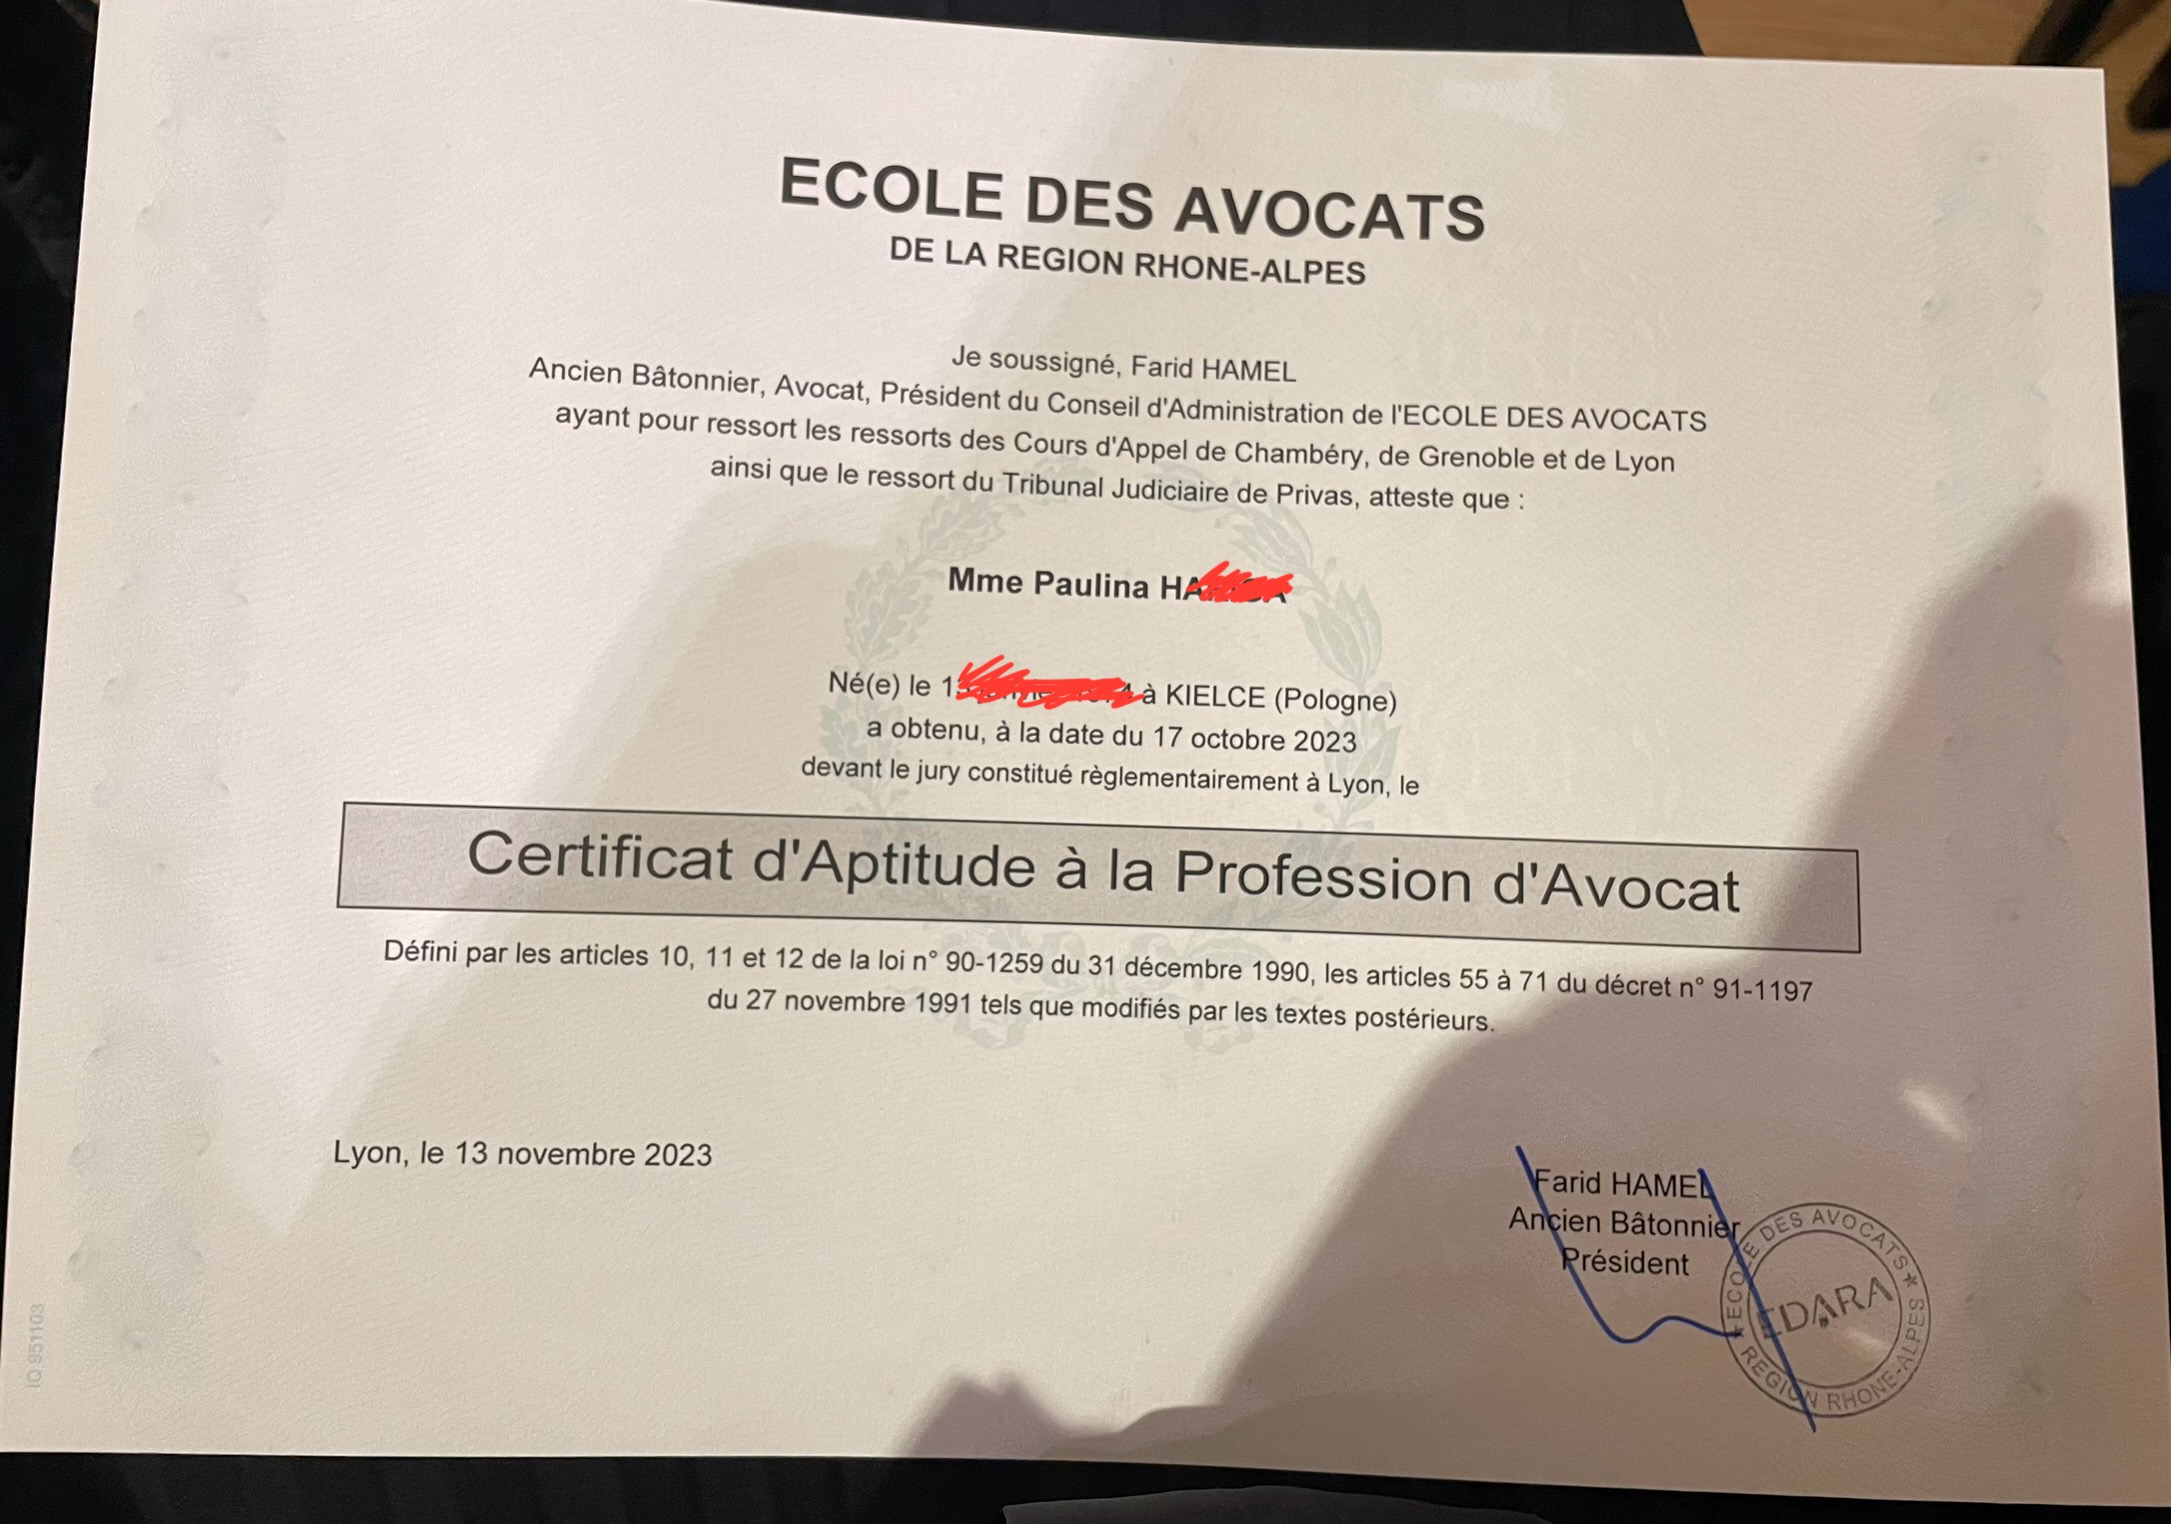 ECOLE DES AVOCATS
DE LA REGION RHONE-ALPES
Je soussigné, Farid HAMEL
Ancien Bâtonnier, Avocat, Président du Conseil d'Administration de l'ECOLE DES AVOCATS
ayant pour ressort les ressorts des Cours d'Appel de Chambéry, de Grenoble et de Lyon
ainsi que le ressort du Tribunal Judiciaire de Privas, atteste que :
Mme Paulina
Né(e) le à KIELCE (Pologne)
a obtenu, à la date du 17 octobre 2023
devant le jury constitué règlementairement à Lyon, le
Certificat d'Aptitude à la Profession d'Avocat
Défini par les articles 10, 11 et 12 de la loi n° 90-1259 du 31 décembre 1990, les articles 55 à 71 du décret n° 91-1197
du 27 novembre 1991 tels que modifiés par les textes postérieurs.
Lyon, le 13 novembre 2023
Farid HAMEL
Ancien Bâtonnier
Président
ECOLE DES AVOCATS
EDARA
REGION RHONE-ALPES
IQ 951103